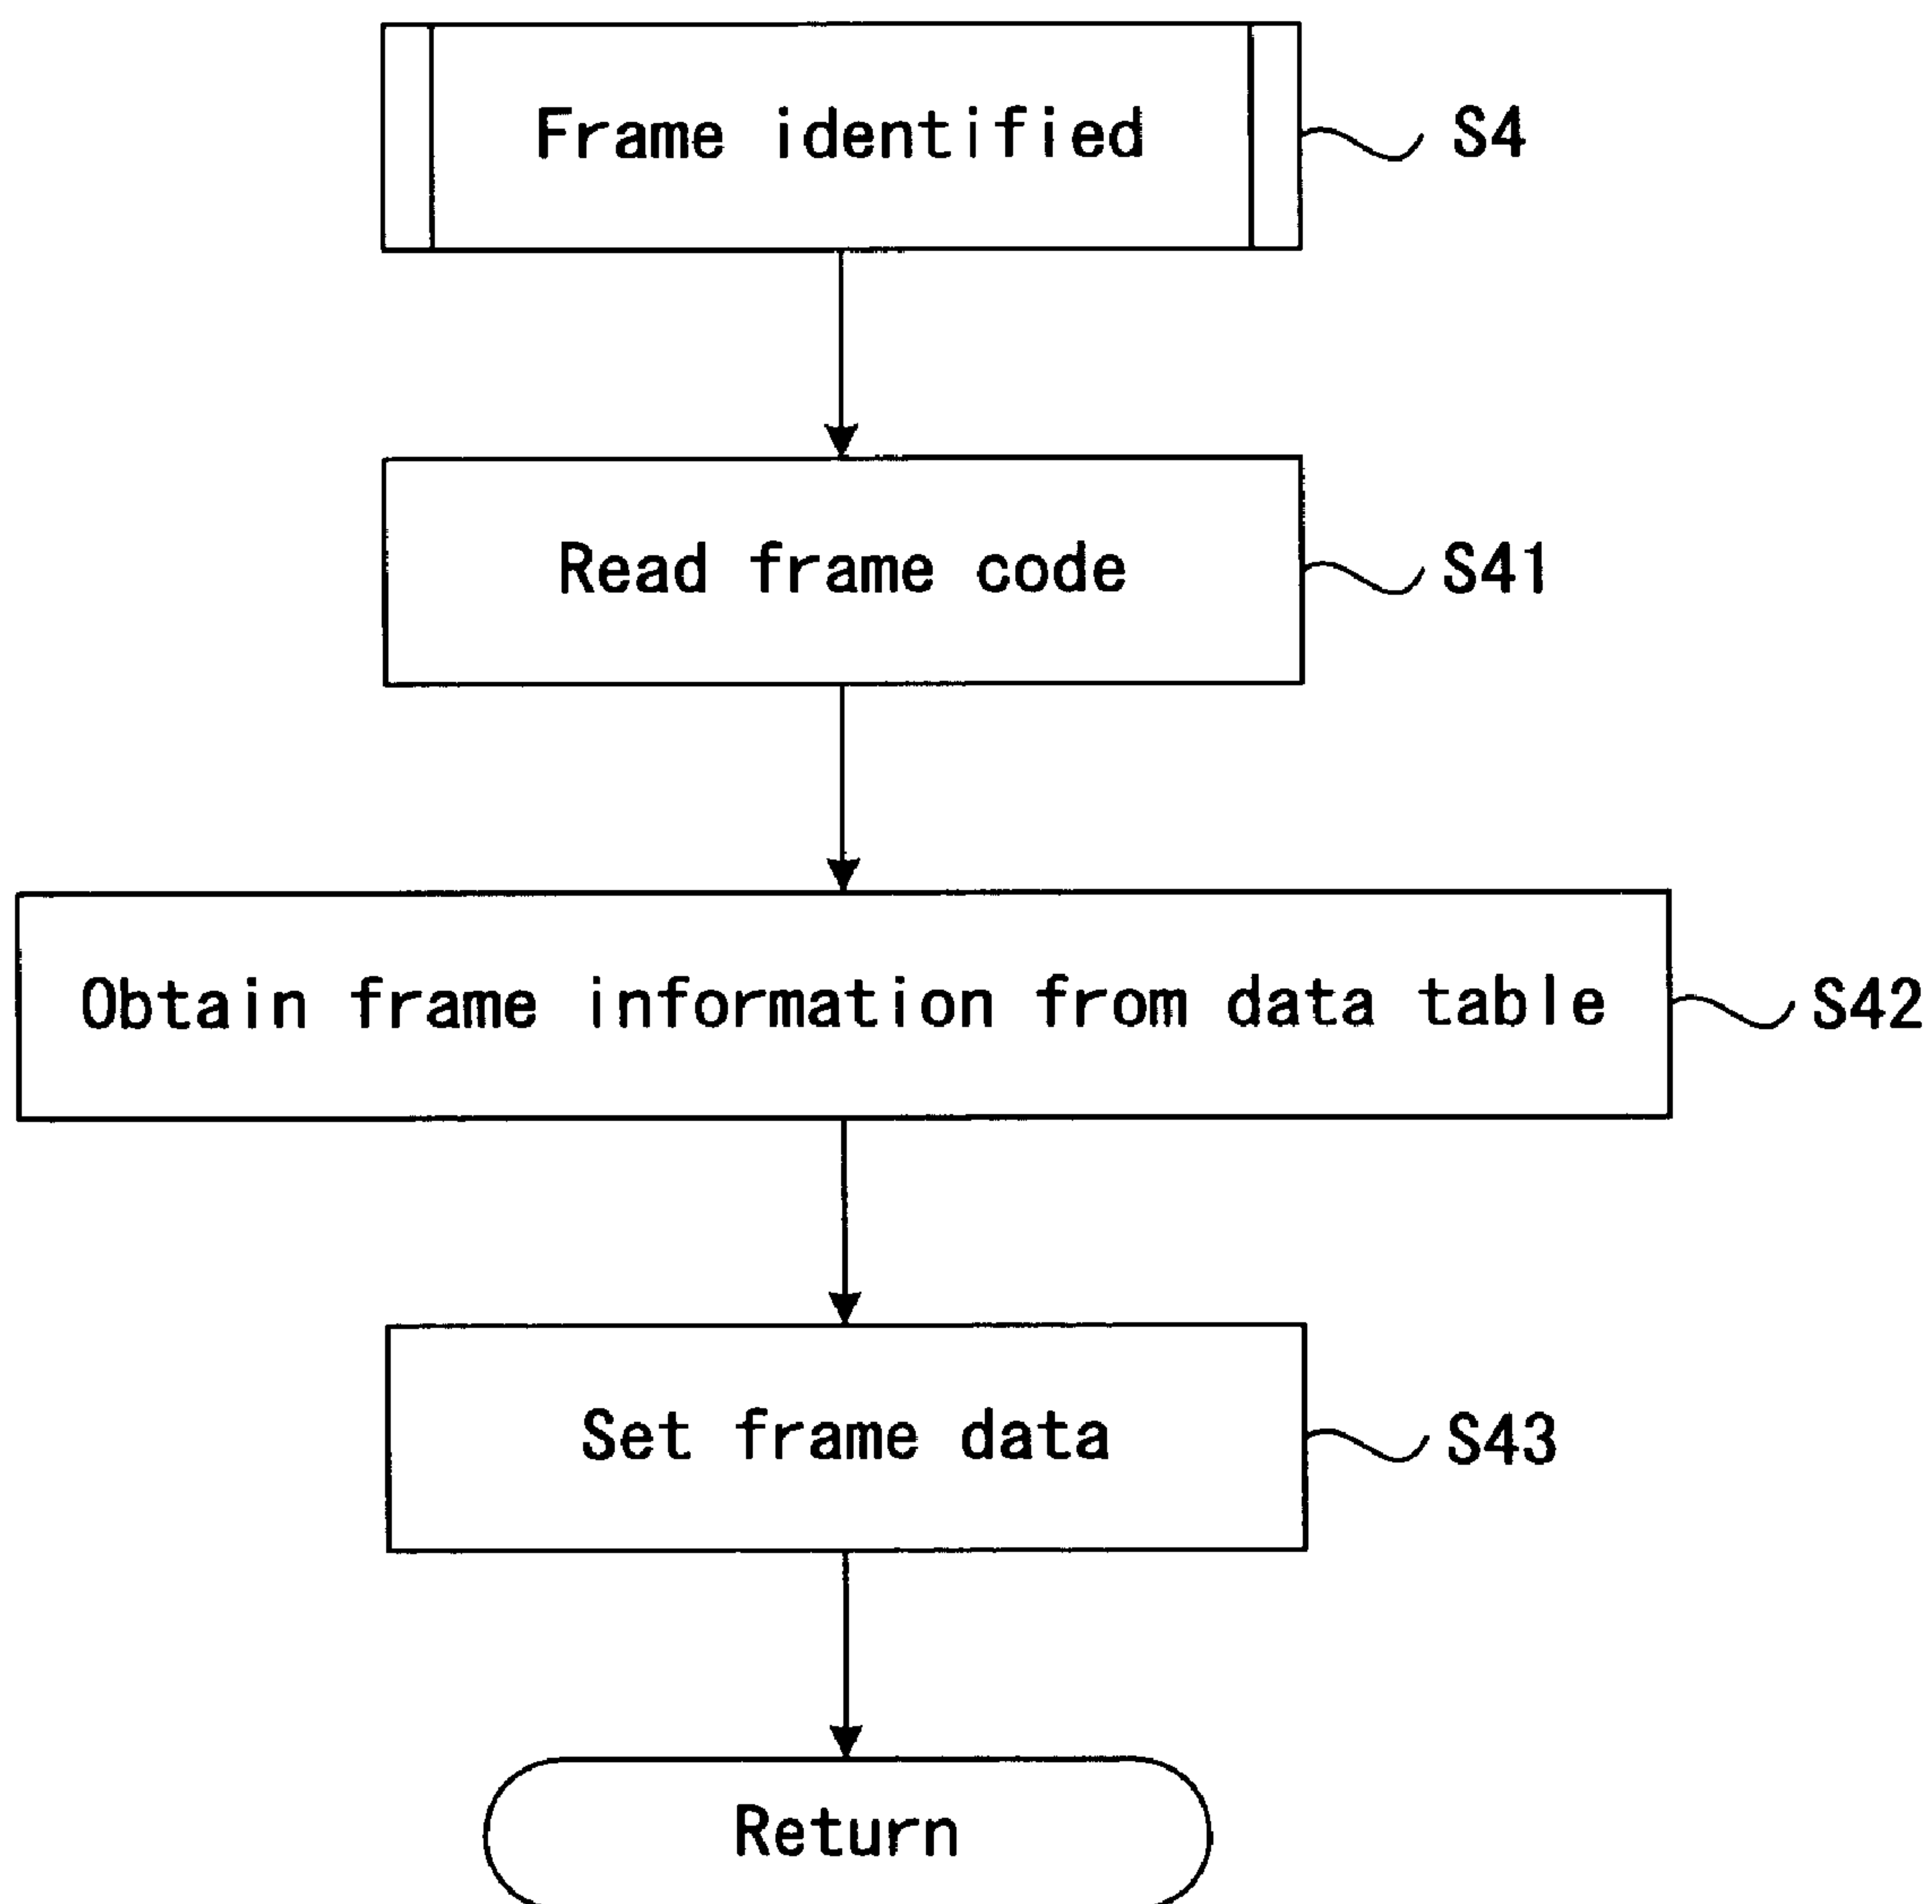 Frame identified S4
Read frame code S41
Obtain frame information from data table S42
Set frame data S43
Return